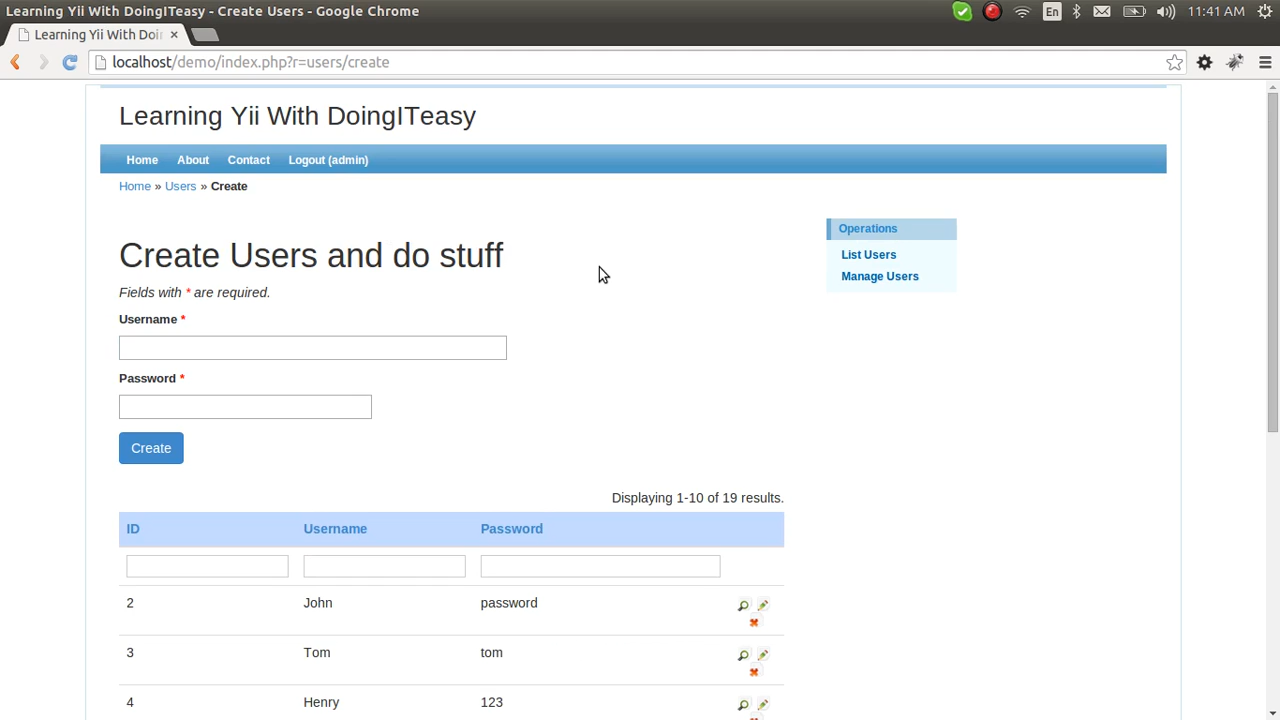 Learning Yii With DoingITeasy - Create Users - Google Chrome
En
11:41 AM
Learning Yii With Doi
localhost/demo/index.php?r=users/create
Learning Yii With DoingITeasy
Home About Contact Logout (admin)
Home » Users » Create
Operations
List Users
Manage Users
Create Users and do stuff
Fields with * are required.
Username *
Password *
Create
Displaying 1-10 of 19 results.
ID Username Password
2 John password
3 Tom tom
4 Henry 123